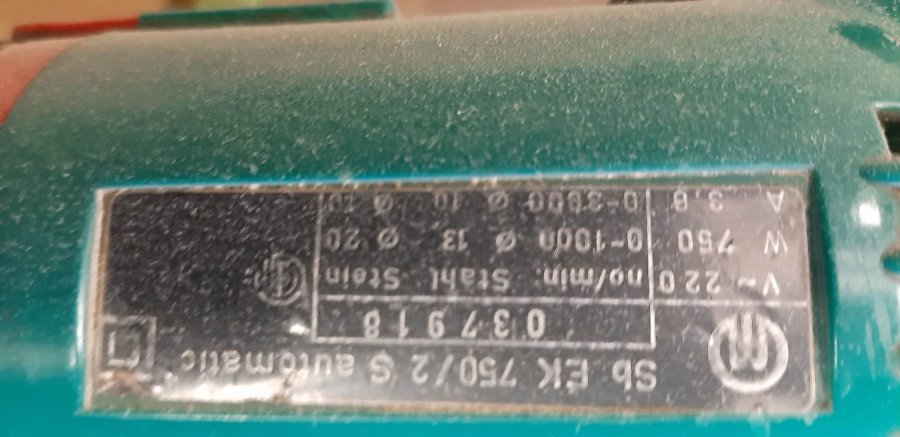 Sb EK 750/2 S automatic
037918
V~ 220 no/min. Stahl Stein
W 750 0-1000 ø 13 ø 20
A 3,8 0-3000 ø 10 ø